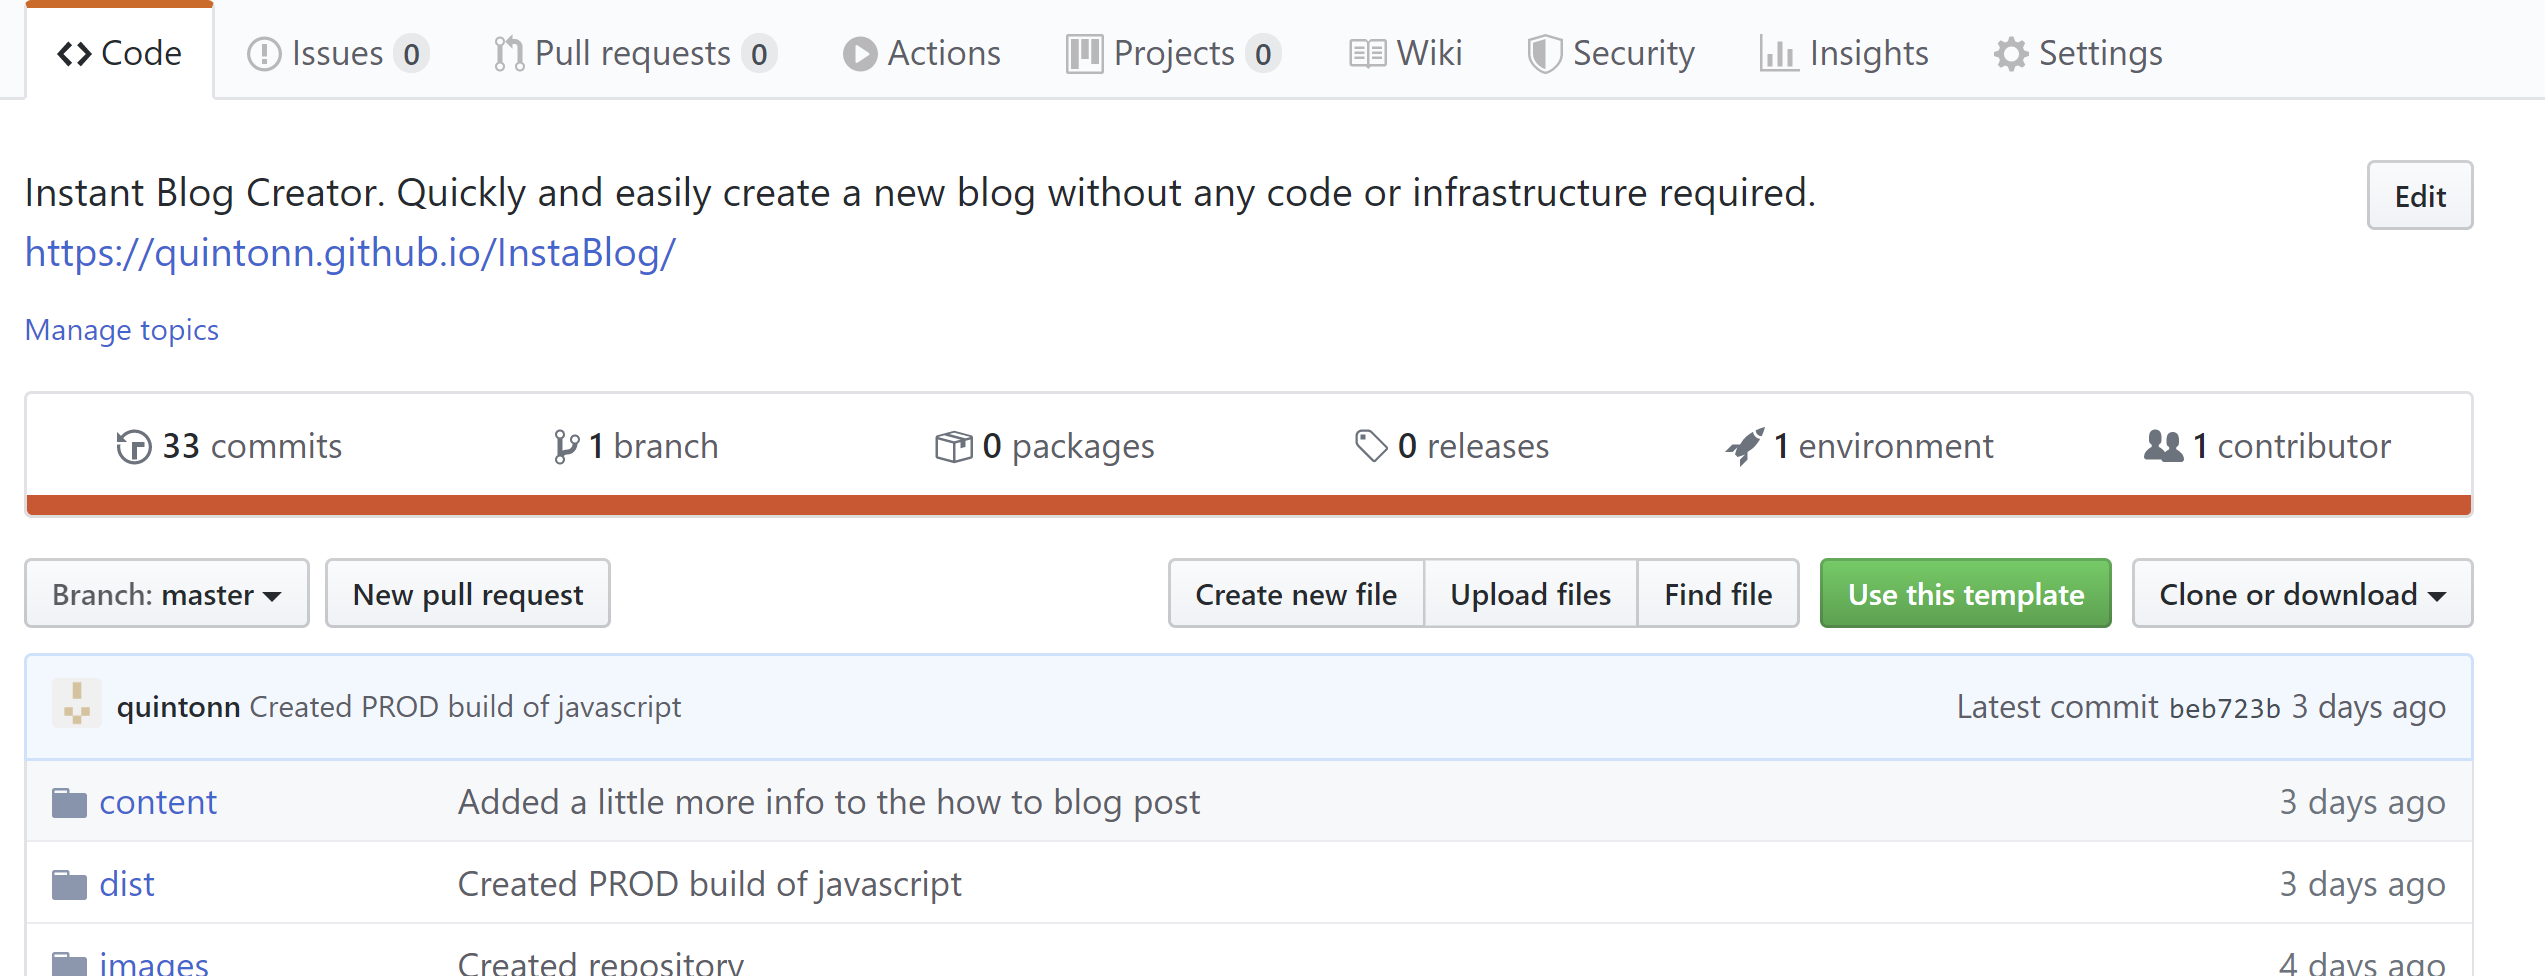 Code Issues 0 Pull requests 0 Actions Projects 0 Wiki Security Insights Settings
Instant Blog Creator. Quickly and easily create a new blog without any code or infrastructure required.
Edit
https://quintonn.github.io/InstaBlog/
Manage topics
33 commits 1 branch 0 packages 0 releases 1 environment 1 contributor
Branch: master New pull request Create new file Upload files Find file Use this template Clone or download
quintonn Created PROD build of javascript Latest commit beb723b 3 days ago
content Added a little more info to the how to blog post 3 days ago
dist Created PROD build of javascript 3 days ago
images Created repository 4 days ago